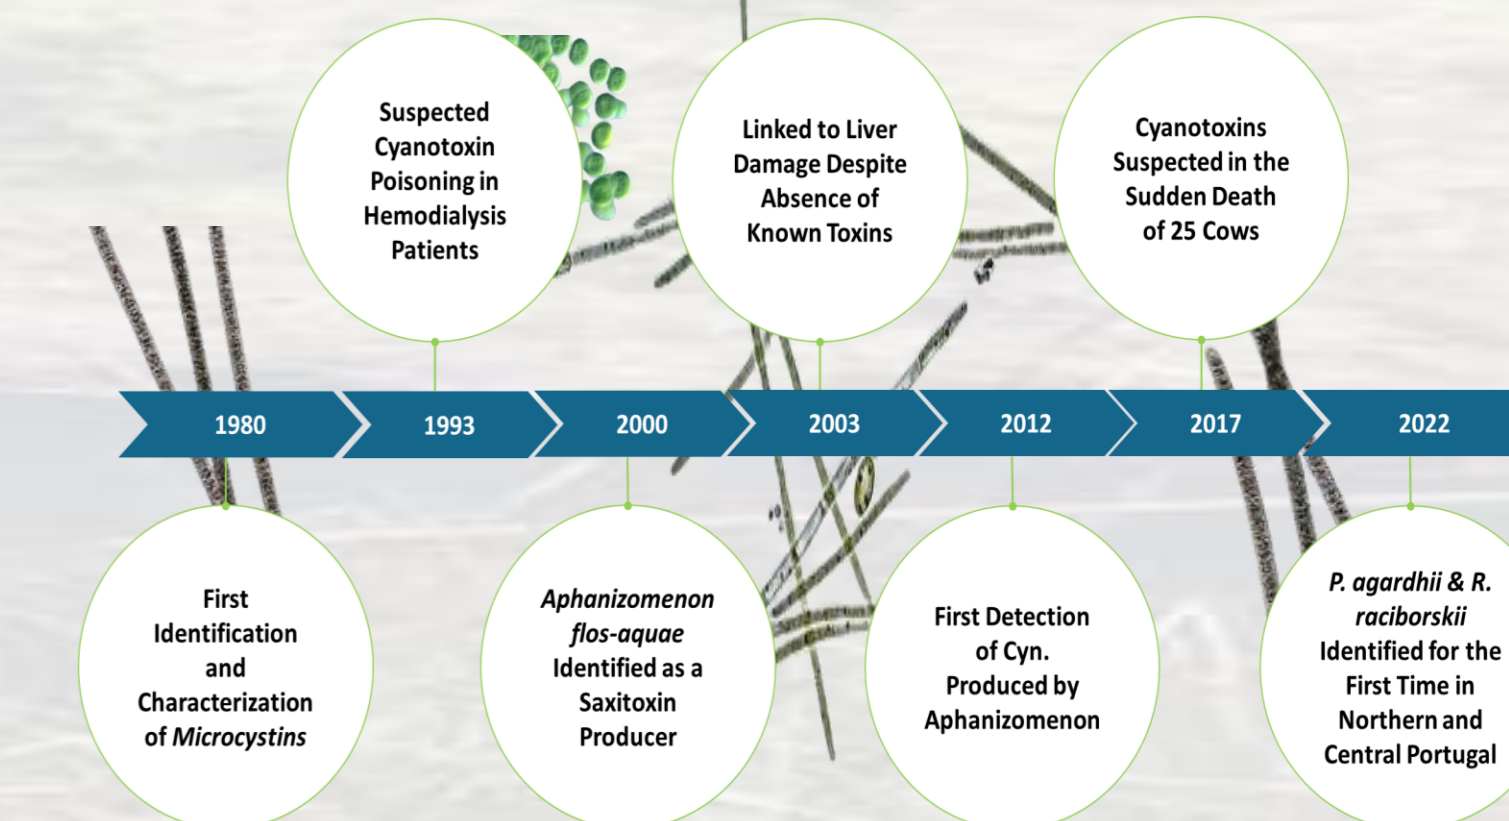 Suspected
Cyanotoxin
Poisoning in
Hemodialysis
Patients
Linked to Liver
Damage Despite
Absence of
Known Toxins
Cyanotoxins
Suspected in the
Sudden Death
of 25 Cows
1980
1993
2000
2003
2012
2017
2022
First
Identification
and
Characterization
of Microcystins
Aphanizomenon
flos-aquae
Identified as a
Saxitoxin
Producer
First Detection
of Cyn.
Produced by
Aphanizomenon
P. agardhii & R.
raciborskii
Identified for the
First Time in
Northern and
Central Portugal